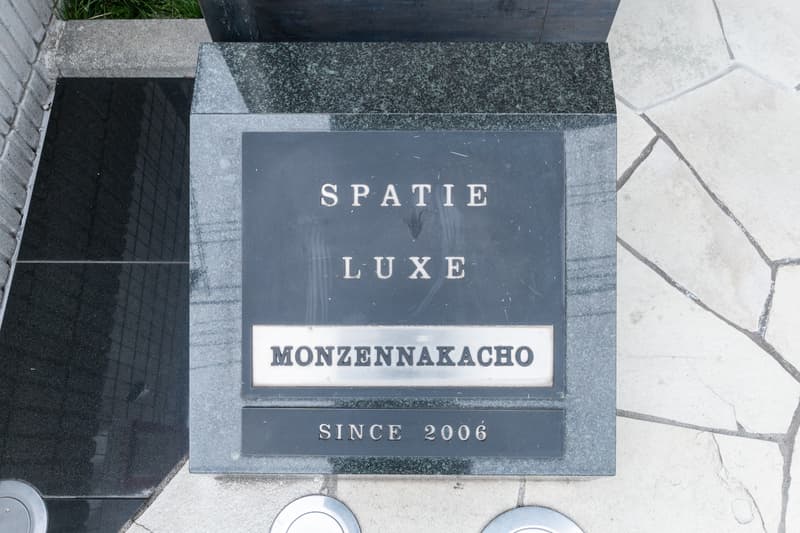 SPATIE
LUXE
MONZENNAKACHO
SINCE 2006